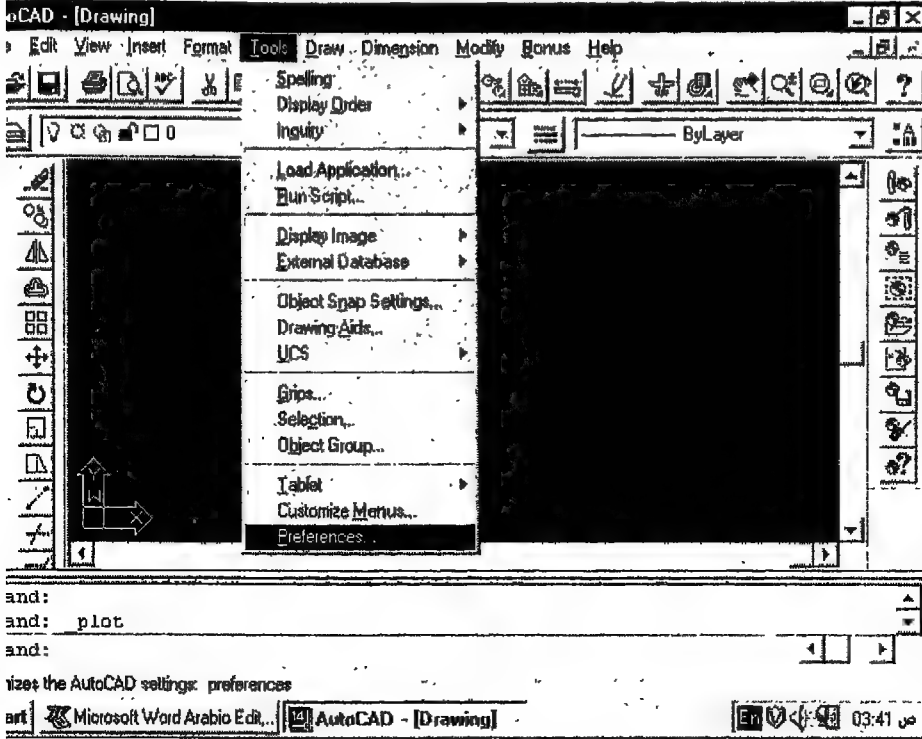 oCAD - [Drawing]
Edit View Insert Format Tools Draw Dimension Modify Bonus Help
Spelling
Display Order
Inquiry
0
ByLayer
Load Application...
Run Script...
Display Image
External Database
Object Snap Settings...
Drawing Aids...
UCS
Grips...
Selection...
Object Group...
Tablet
Customize Menus...
Preferences...
W
X
and:
and: _plot
and:
nizes the AutoCAD settings: preferences
art Microsoft Word Arabic Edit... 14 AutoCAD - [Drawing] En 03:41 ص